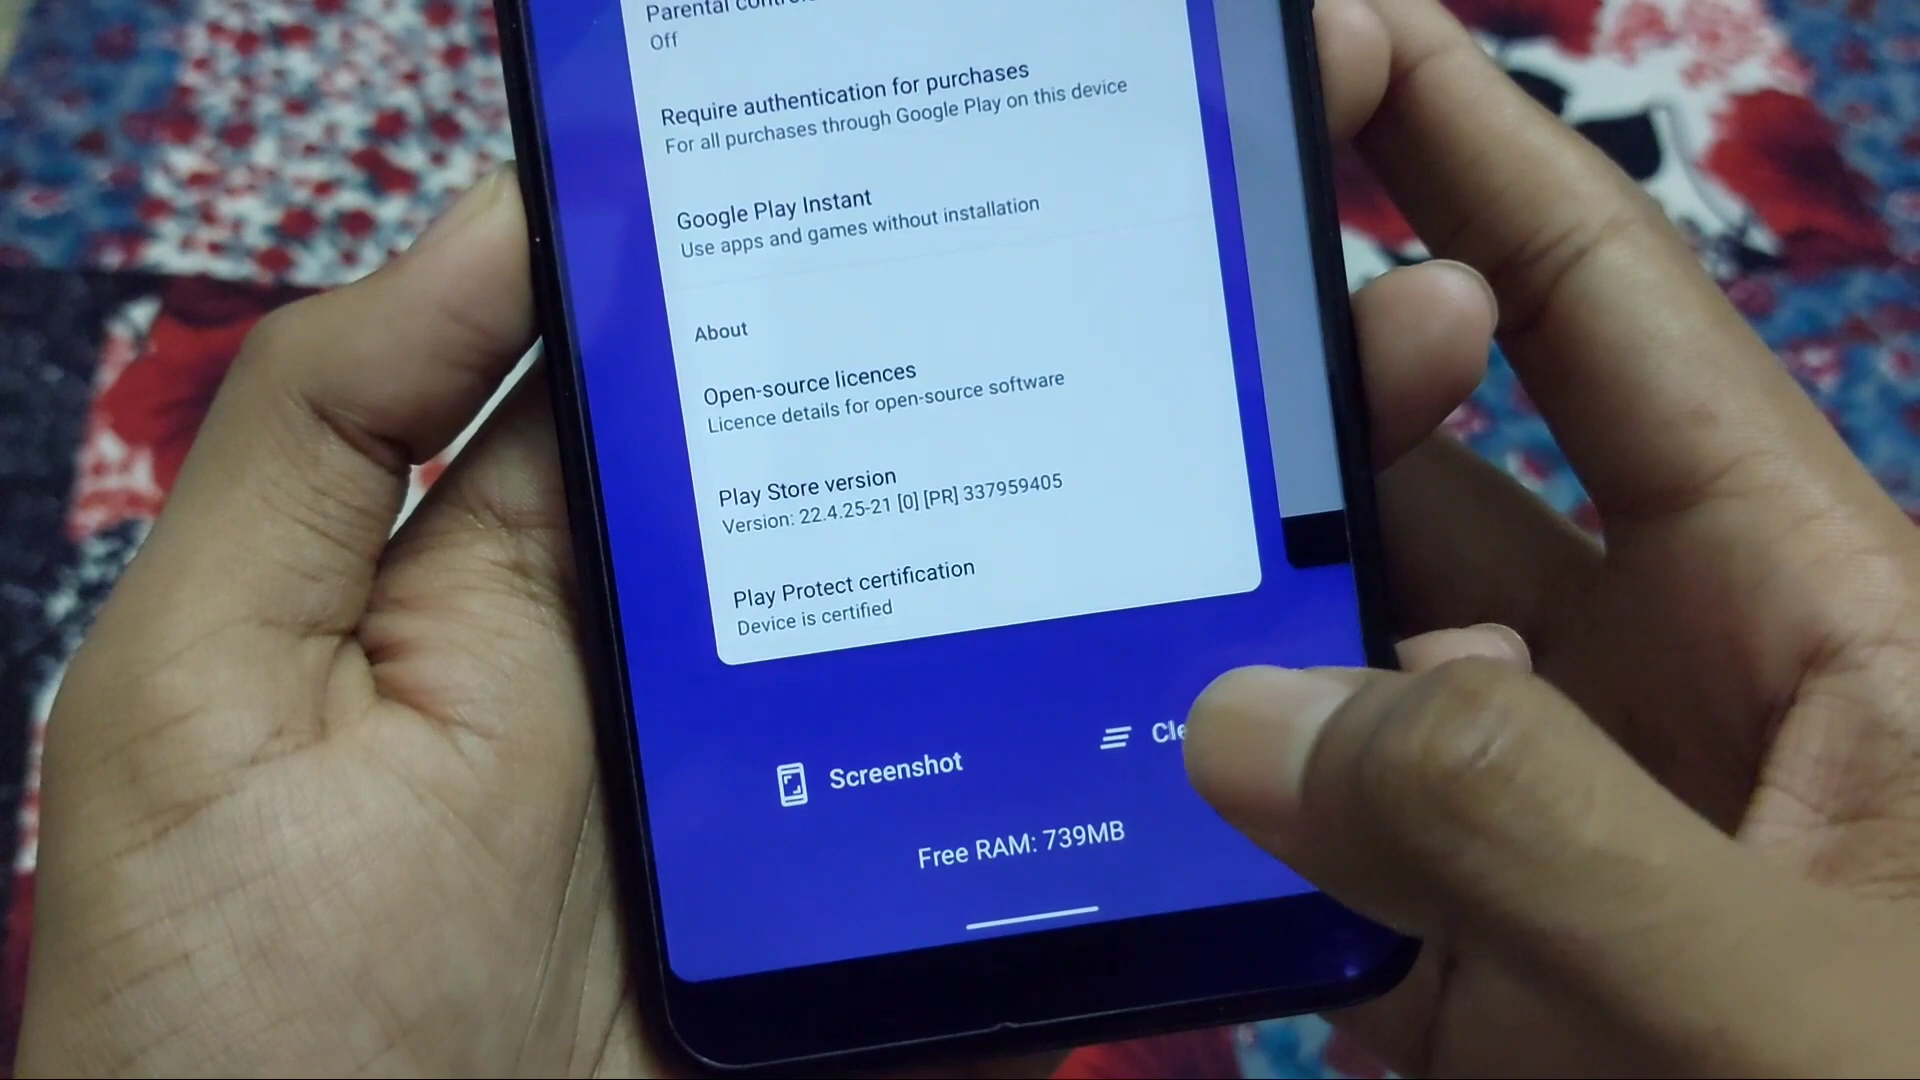 Parental
Off
Require authentication for purchases
For all purchases through Google Play on this device
Google Play Instant
Use apps and games without installation
About
Open-source licences
Licence details for open-source software
Play Store version
Version: 22.4.25-21 [0] [PR] 337959405
Play Protect certification
Device is certified
Screenshot
Free RAM: 739MB